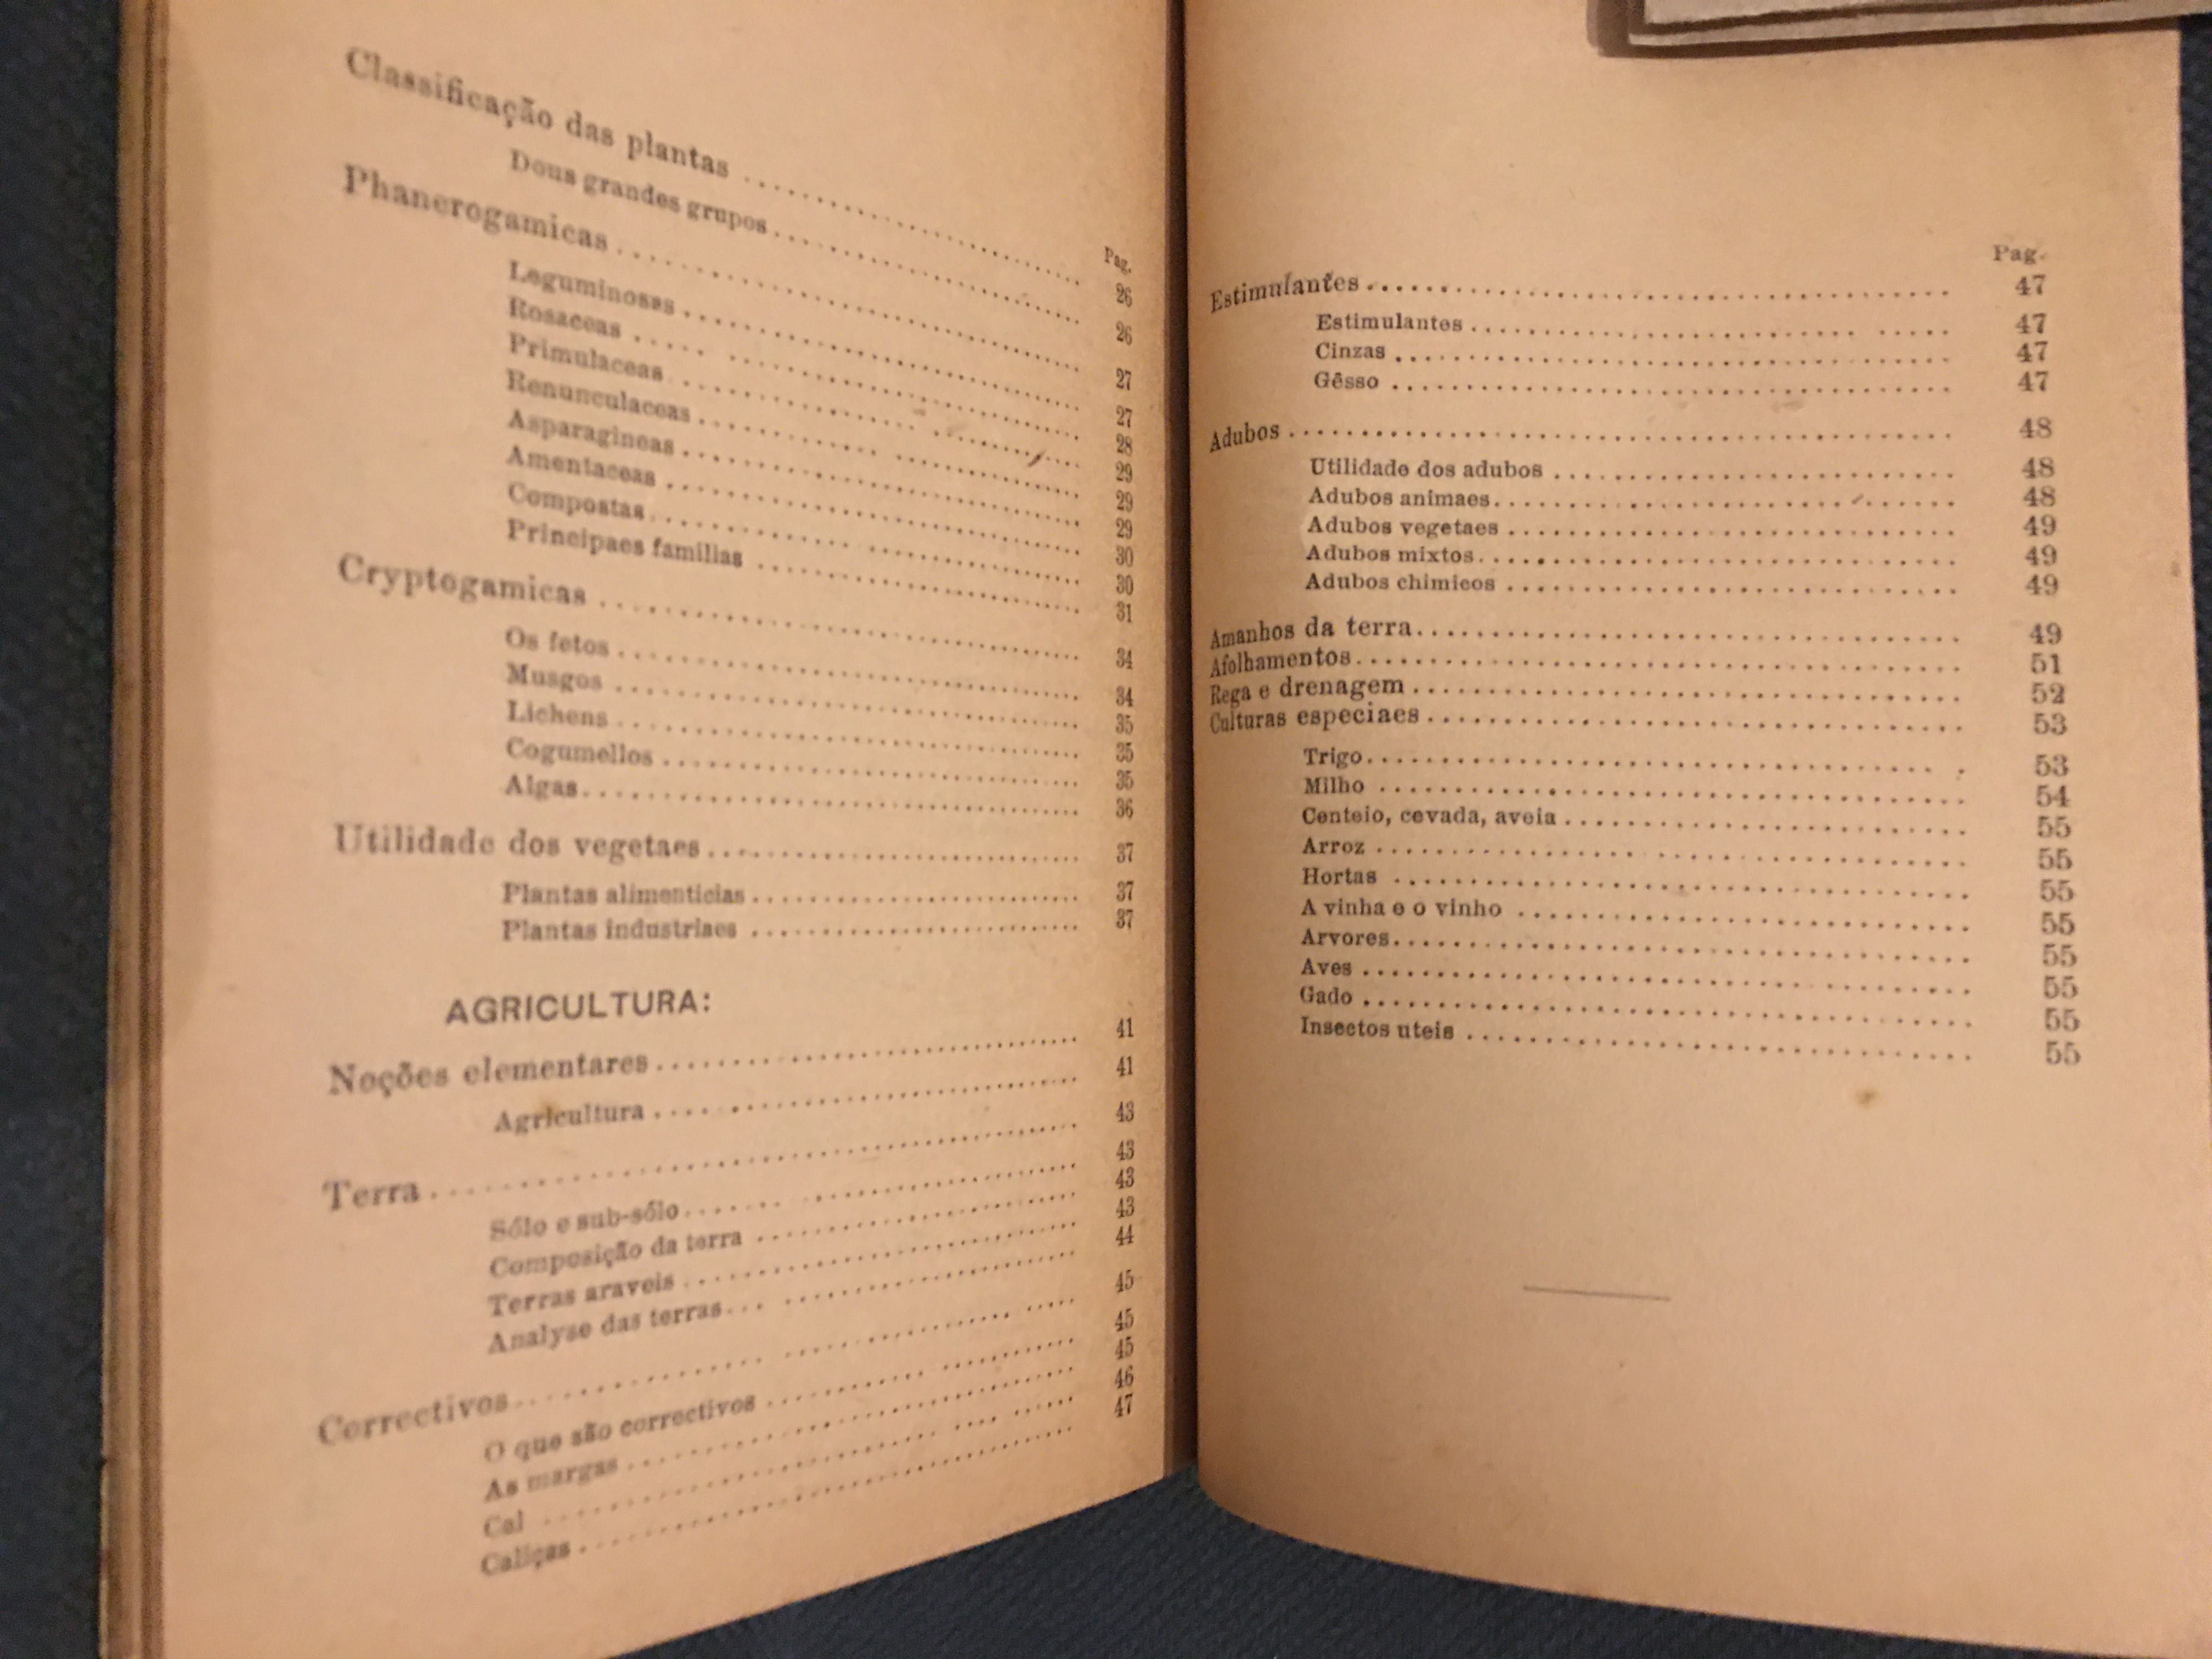 Pag.
Classificação das plantas ........ 26
Dous grandes grupos ........ 26
Phanerogamicas ........ 27
Leguminosas ........ 27
Rosaceas ........ 28
Primulaceas ........ 29
Renunculaceas ........ 29
Asparagineas ........ 29
Amentaceas ........ 30
Compostas ........ 30
Principaes familias ........ 31
Cryptogamicas ........ 34
Os fetos ........ 34
Musgos ........ 35
Lichens ........ 35
Cogumellos ........ 35
Algas ........ 36
Utilidade dos vegetaes ........ 37
Plantas alimenticias ........ 37
Plantas industriaes ........ 37
AGRICULTURA:
Noções elementares ........ 41
Agricultura ........ 41
Terra ........ 43
Sólo e sub-sólo ........ 43
Composição da terra ........ 43
Terras araveis ........ 43
Analyse das terras ........ 44
Correctivos ........ 45
O que são correctivos ........ 45
As margas ........ 45
Cal ........ 46
Caliças ........ 47
Pag.
Estimulantes ........ 47
Estimulantes ........ 47
Cinzas ........ 47
Gêsso ........ 47
Adubos ........ 48
Utilidade dos adubos ........ 48
Adubos animaes ........ 48
Adubos vegetaes ........ 49
Adubos mixtos ........ 49
Adubos chimicos ........ 49
Amanhos da terra ........ 49
Afolhamentos ........ 51
Rega e drenagem ........ 52
Culturas especiaes ........ 53
Trigo ........ 53
Milho ........ 54
Centeio, cevada, aveia ........ 55
Arroz ........ 55
Hortas ........ 55
A vinha e o vinho ........ 55
Arvores ........ 55
Aves ........ 55
Gado ........ 55
Insectos uteis ........ 55